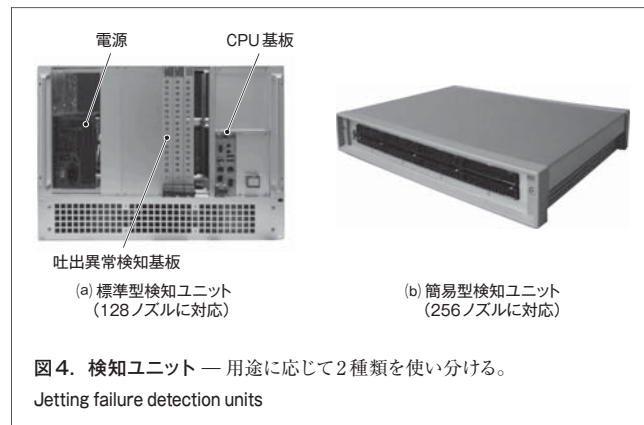 電源
CPU基板
吐出異常検知基板
(a) 標準型検知ユニット
（128ノズルに対応）
(b) 簡易型検知ユニット
（256ノズルに対応）
図4．検知ユニット — 用途に応じて2種類を使い分ける。
Jetting failure detection units